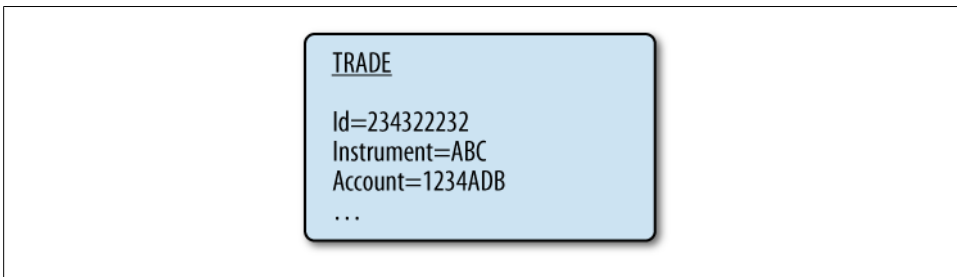 TRADE
Id=234322232
Instrument=ABC
Account=1234ADB
...